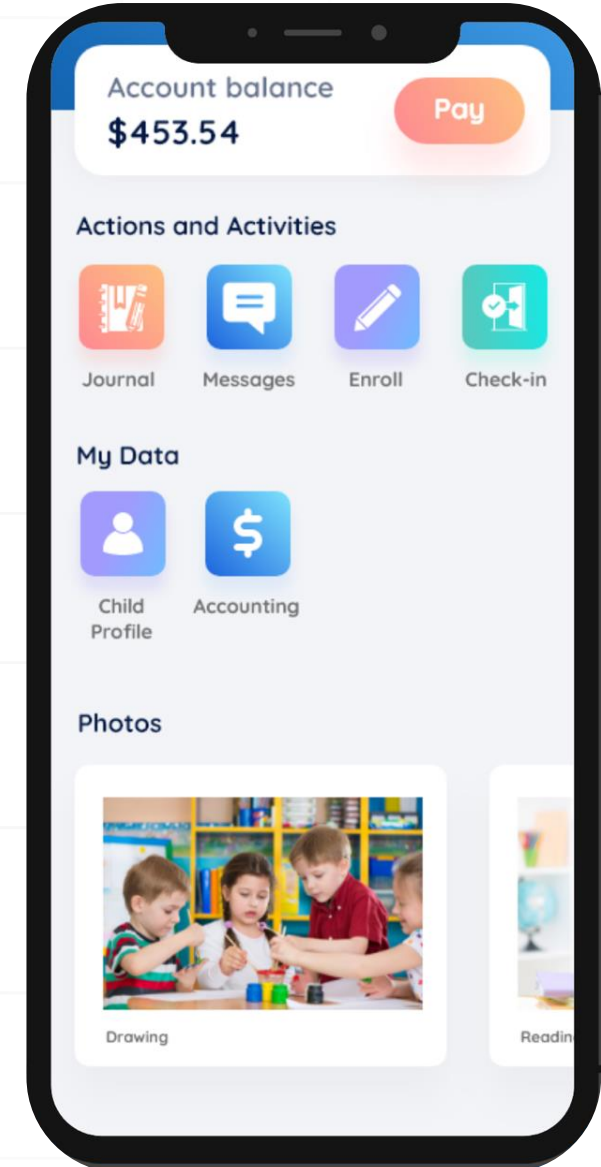 Account balance
$453.54
Pay
Actions and Activities
Journal
Messages
Enroll
Check-in
My Data
Child
Profile
Accounting
Photos
Drawing
Readin